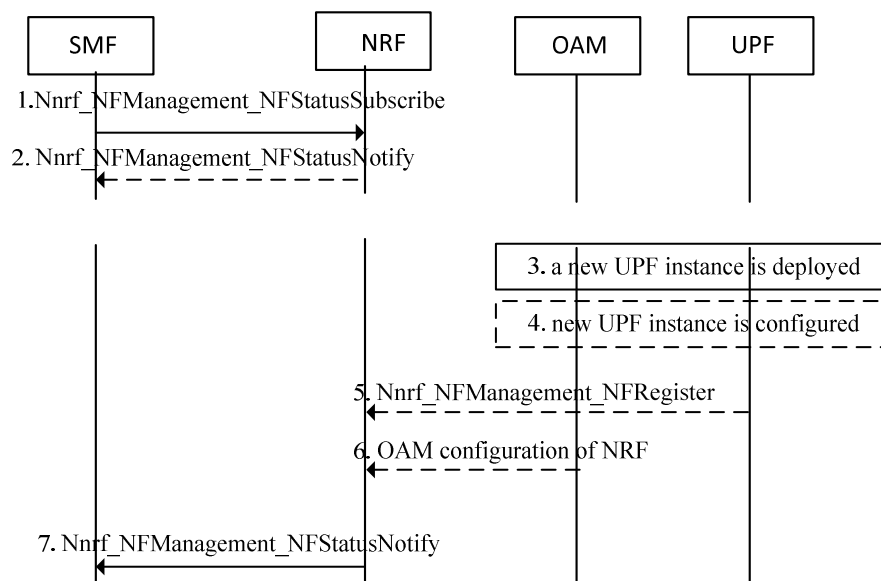 SMF
NRF
OAM
UPF
1.Nnrf_NFManagement_NFStatusSubscribe
2. Nnrf_NFManagement_NFStatusNotify
3. a new UPF instance is deployed
4. new UPF instance is configured
5. Nnrf_NFManagement_NFRegister
6. OAM configuration of NRF
7. Nnrf_NFManagement_NFStatusNotify